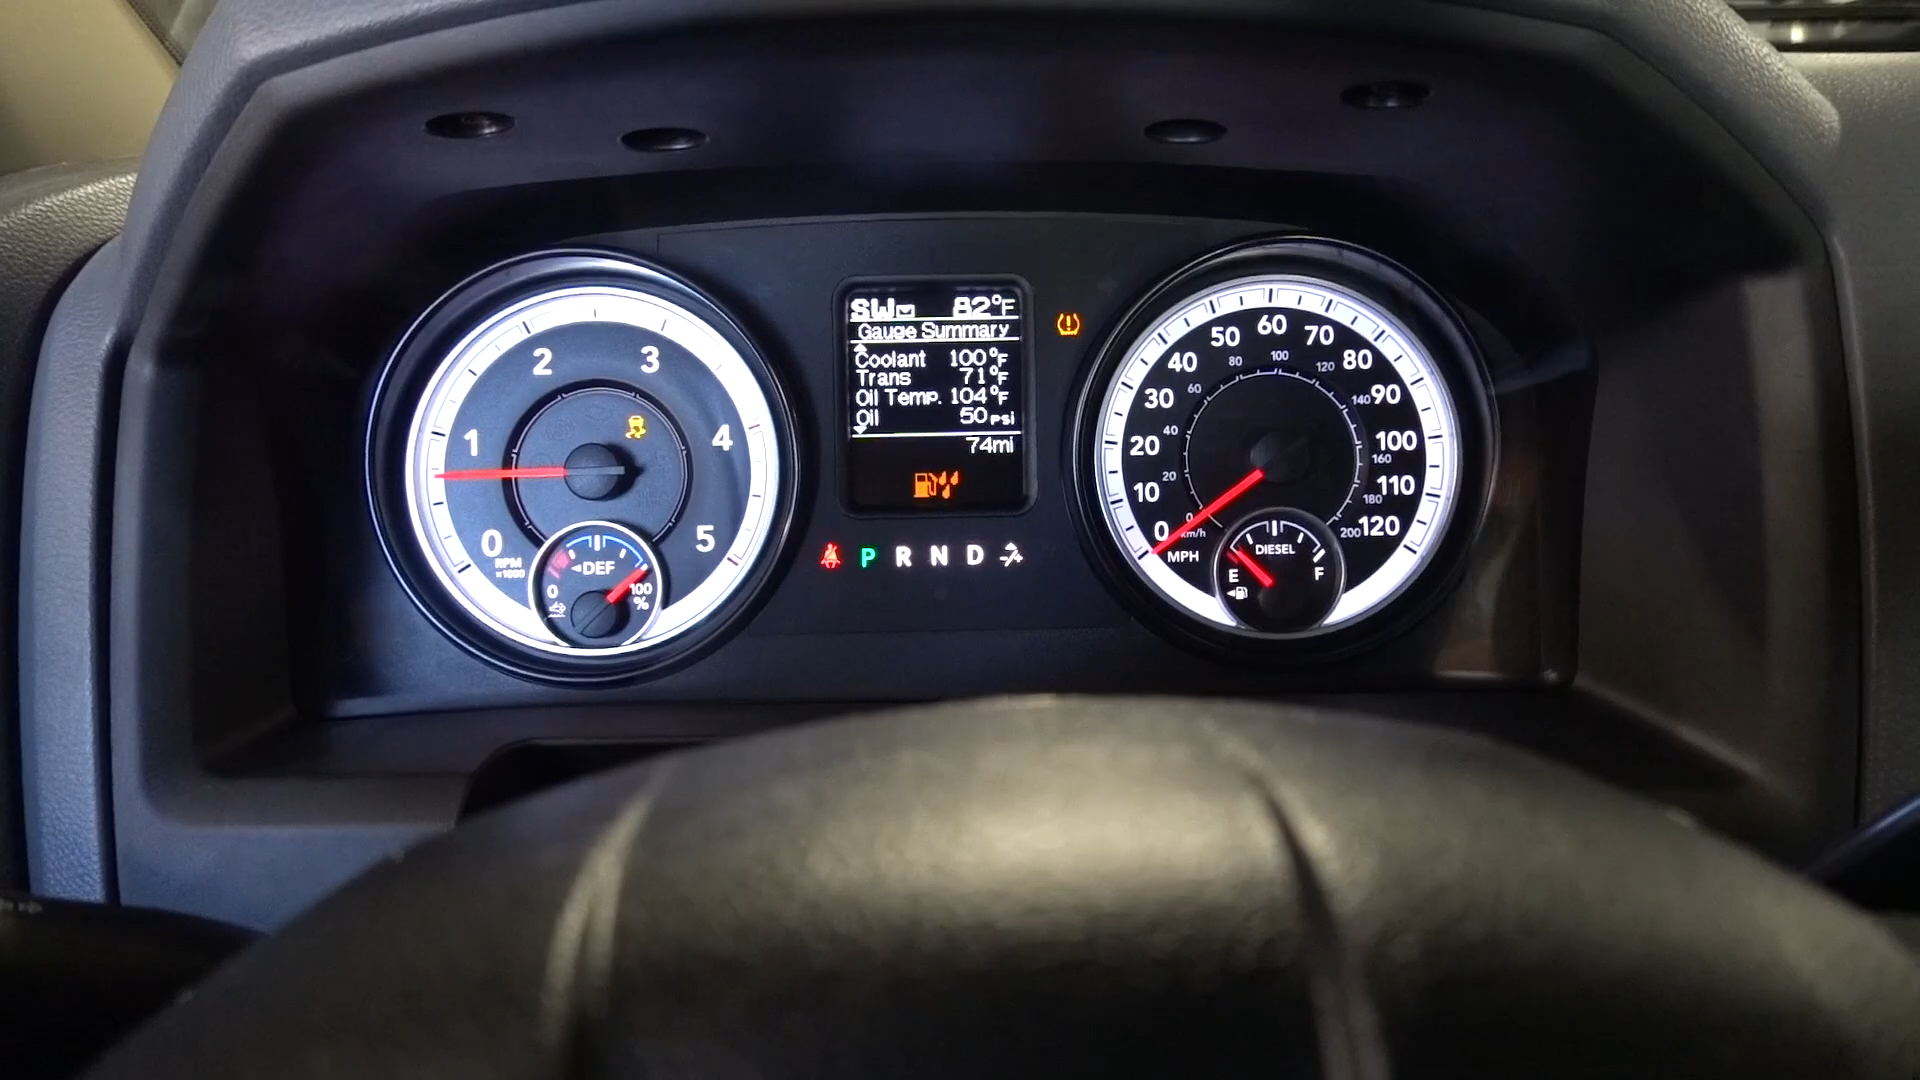 SW 82°F
Gauge Summary
Coolant 100°F
Trans 71°F
Oil Temp. 104°F
Oil 50 PSI
74mi
0 1 2 3 4 5
RPM
x1000
DEF
0 100
%
P R N D
0 10 20 30 40 50 60 70 80 90 100 110 120
MPH
0 20 40 60 80 100 120 140 160 180 200
km/h
DIESEL
E F